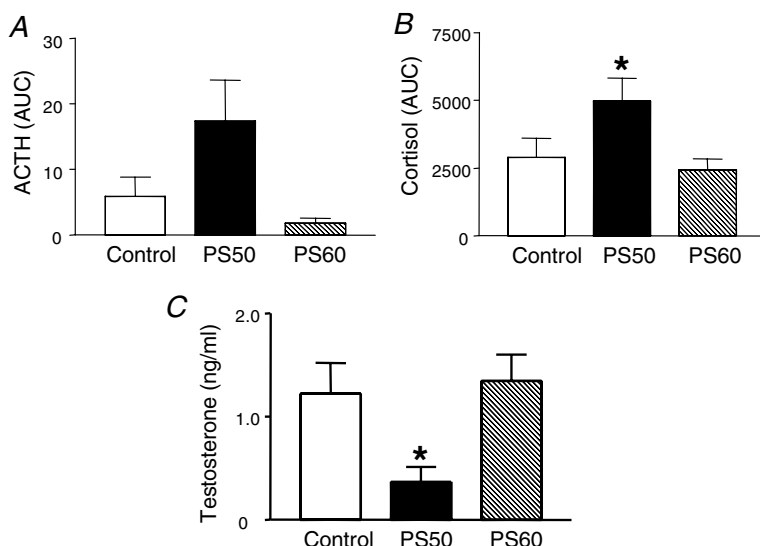 A
ACTH (AUC)
30
20
10
0
Control PS50 PS60
B
Cortisol (AUC)
7500
5000
2500
0
*
Control PS50 PS60
C
Testosterone (ng/ml)
2.0
1.0
0
*
Control PS50 PS60